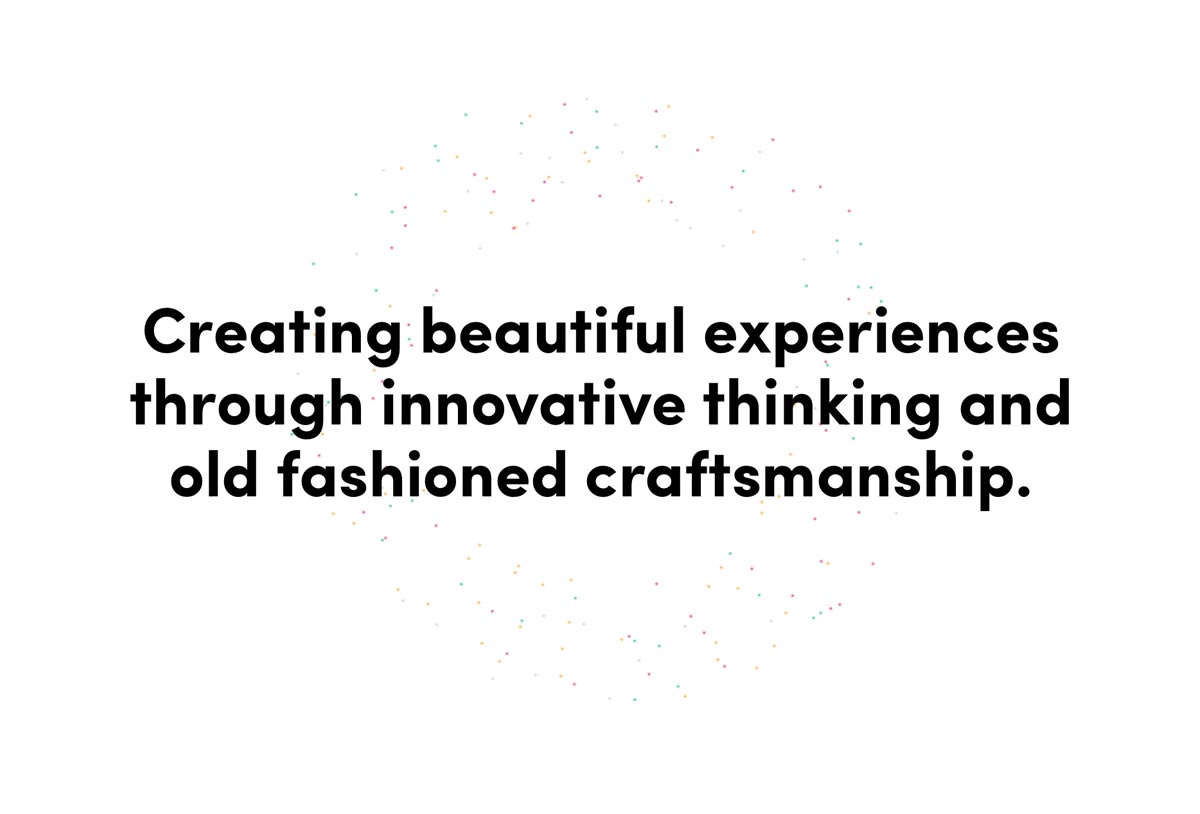 Creating beautiful experiences
through innovative thinking and
old fashioned craftsmanship.